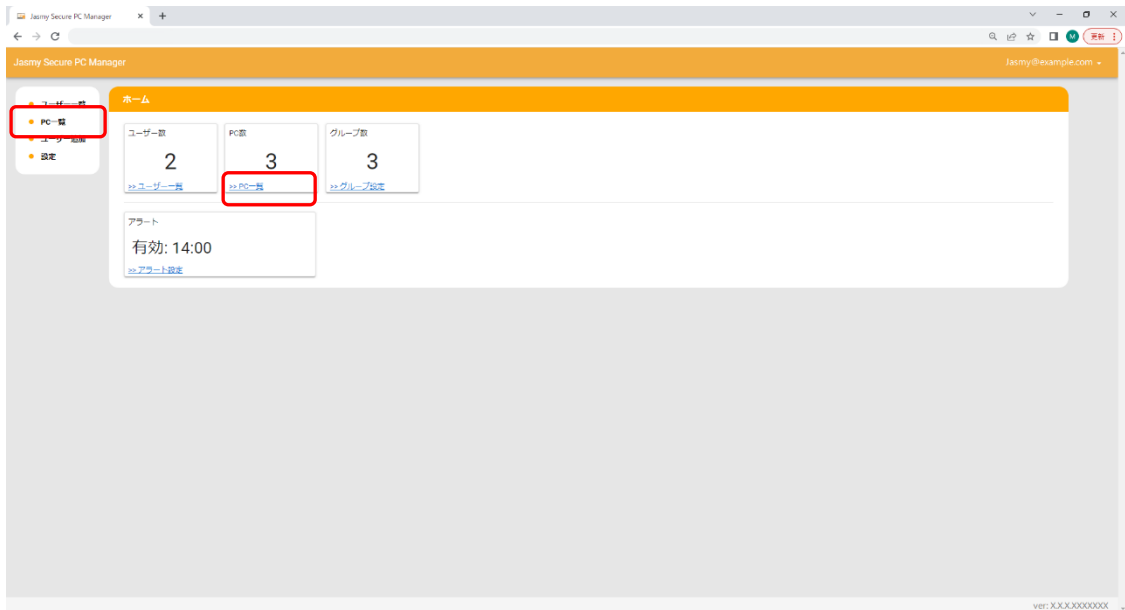 Jasmy Secure PC Manager
更新
Jasmy Secure PC Manager
Jasmy@example.com
ユーザー一覧
PC一覧
ユーザー追加
設定
ホーム
ユーザー数
2
>> ユーザー一覧
PC数
3
>> PC一覧
グループ数
3
>> グループ設定
アラート
有効: 14:00
>> アラート設定
ver: X.X.X.XXXXXXX